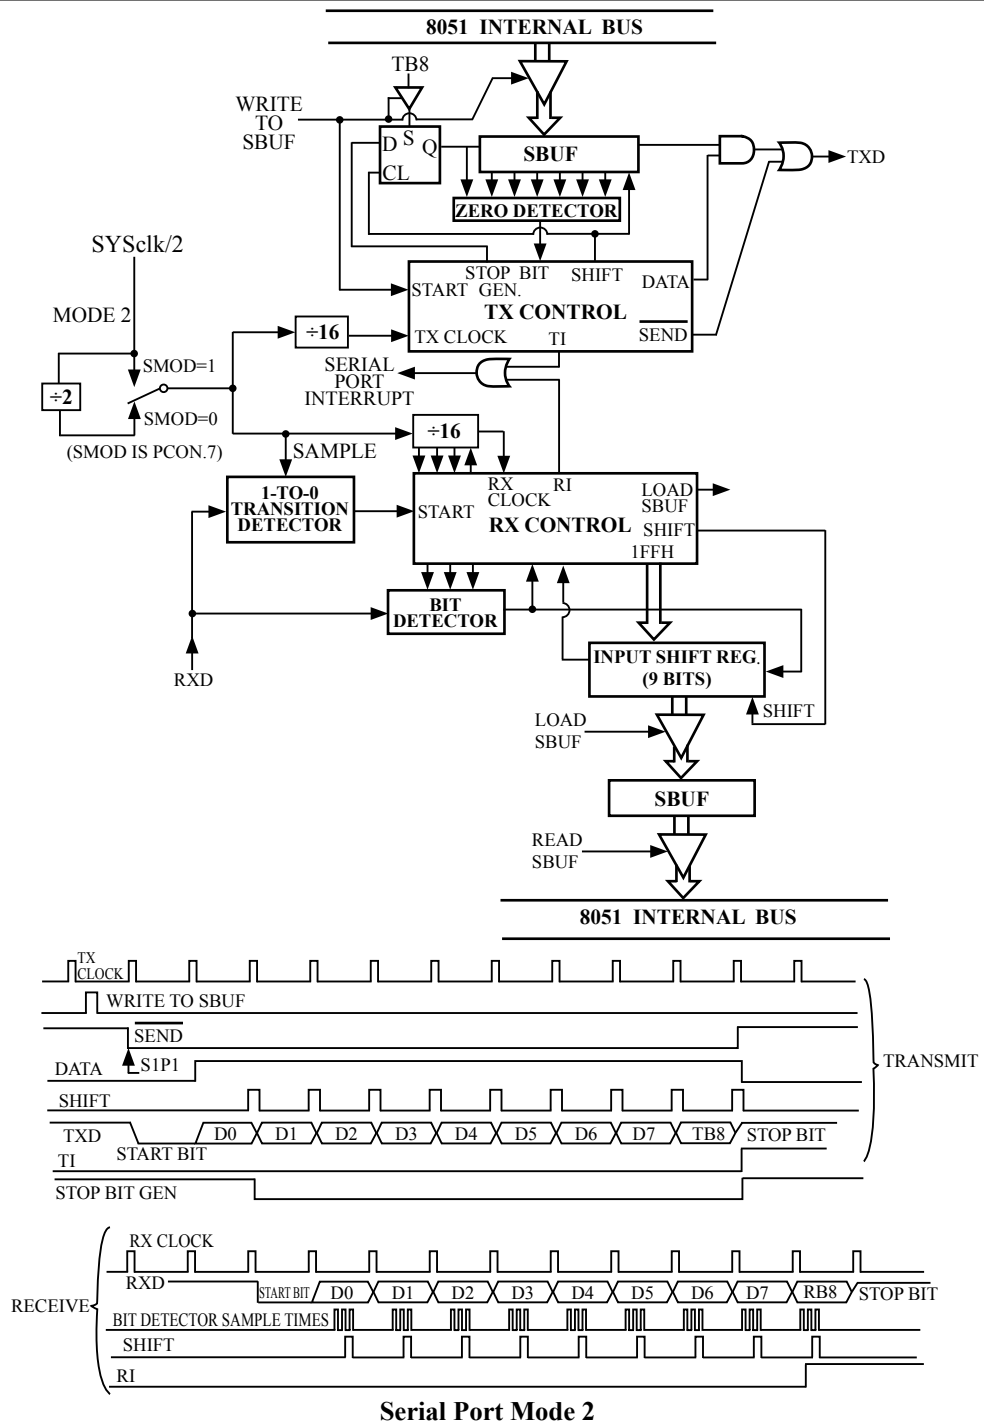 8051 INTERNAL BUS
TB8
WRITE
TO
SBUF
D S Q
CL
SBUF
TXD
ZERO DETECTOR
SYSclk/2
STOP BIT
GEN.
SHIFT
DATA
START
TX CONTROL
MODE 2
÷16
TX CLOCK
TI
SEND
SMOD=1
SERIAL
PORT
INTERRUPT
÷2
SMOD=0
(SMOD IS PCON.7)
÷16
SAMPLE
1-TO-0
TRANSITION
DETECTOR
RX
CLOCK
RI
LOAD
SBUF
START
RX CONTROL
SHIFT
1FFH
BIT
DETECTOR
RXD
INPUT SHIFT REG.
(9 BITS)
SHIFT
LOAD
SBUF
SBUF
READ
SBUF
8051 INTERNAL BUS
TX
CLOCK
WRITE TO SBUF
SEND
DATA
S1P1
TRANSMIT
SHIFT
TXD
START BIT
D0 D1 D2 D3 D4 D5 D6 D7 TB8 STOP BIT
TI
STOP BIT GEN
RX CLOCK
RXD
START BIT D0 D1 D2 D3 D4 D5 D6 D7 RB8 STOP BIT
RECEIVE
BIT DETECTOR SAMPLE TIMES
SHIFT
RI
Serial Port Mode 2